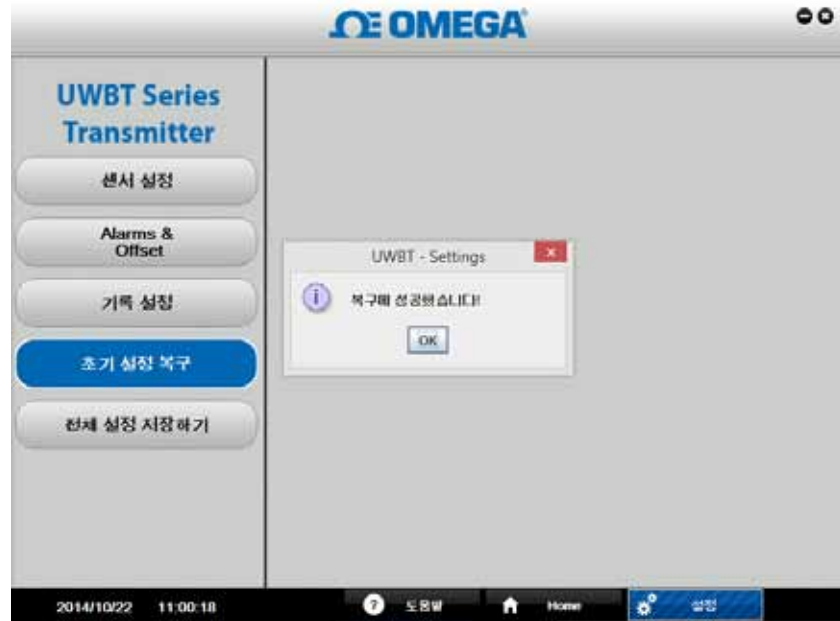 OMEGA
UWBT Series
Transmitter
센서 설정
Alarms &
Offset
기록 설정
초기 설정 복구
전체 설정 저장하기
UWBT - Settings
복구에 성공했습니다!
OK
2014/10/22 11:00:18
도움말
Home
설정